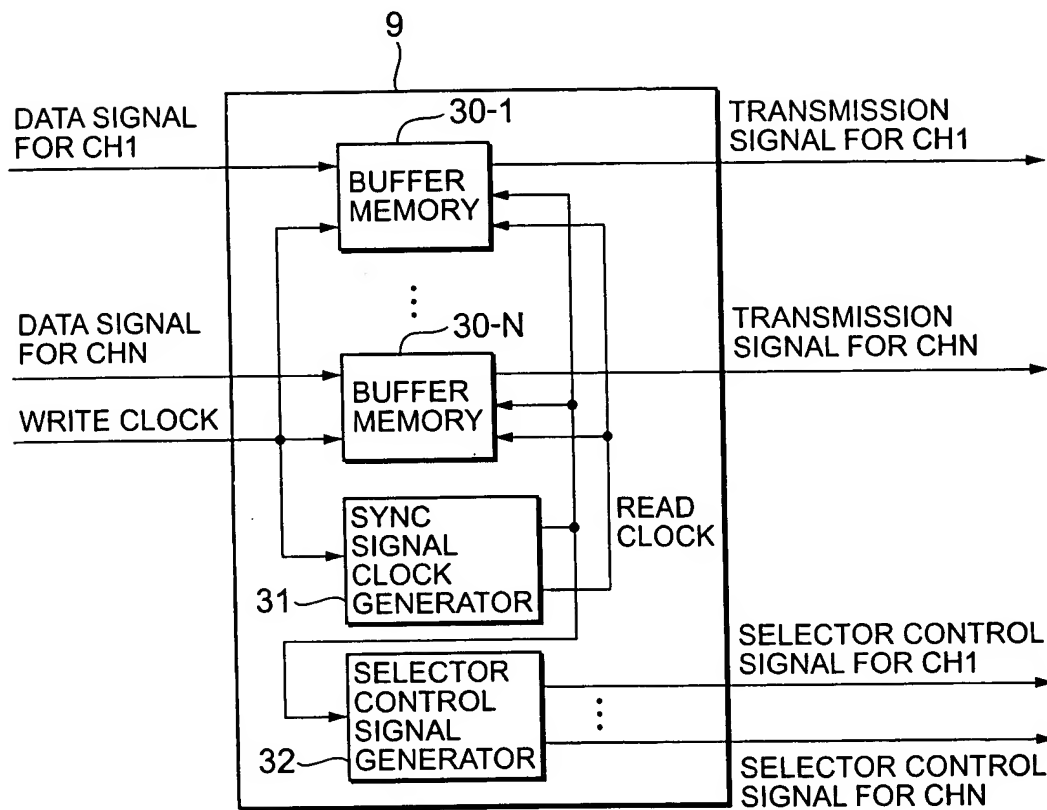 9
DATA SIGNAL
FOR CH1
30-1
BUFFER
MEMORY
TRANSMISSION
SIGNAL FOR CH1
DATA SIGNAL
FOR CHN
30-N
BUFFER
MEMORY
TRANSMISSION
SIGNAL FOR CHN
WRITE CLOCK
SYNC
SIGNAL
CLOCK
GENERATOR
31
READ
CLOCK
SELECTOR
CONTROL
SIGNAL
GENERATOR
32
SELECTOR CONTROL
SIGNAL FOR CH1
SELECTOR CONTROL
SIGNAL FOR CHN